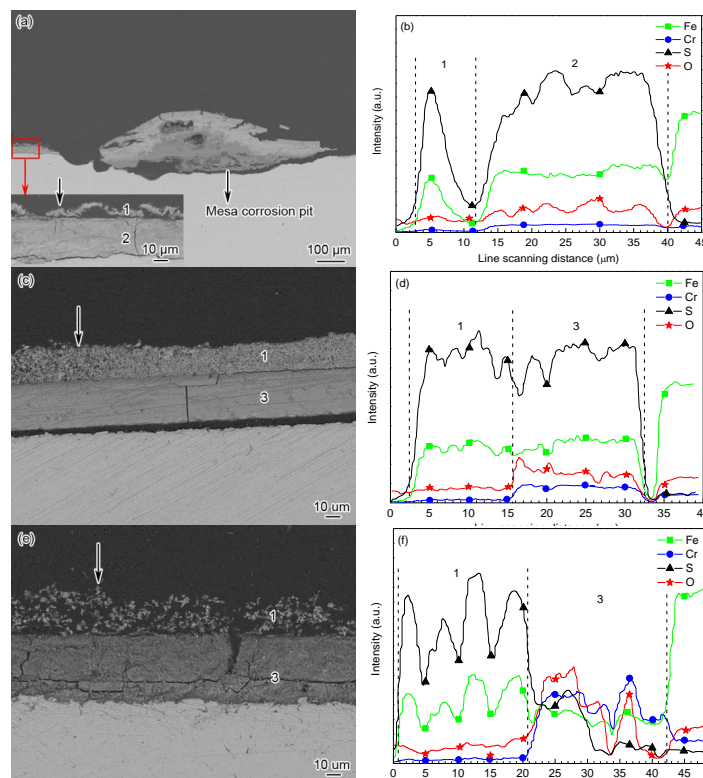 (a)
1
2
10 µm
Mesa corrosion pit
100 µm
(b)
Fe
Cr
S
O
1
2
Intensity (a.u.)
0 5 10 15 20 25 30 35 40 45
Line scanning distance (µm)
(c)
1
3
10 um
(d)
Fe
Cr
S
O
1
3
Intensity (a.u.)
0 5 10 15 20 25 30 35 40
(e)
1
3
10 um
(f)
Fe
Cr
S
O
1
3
Intensity (a.u.)
0 5 10 15 20 25 30 35 40 45